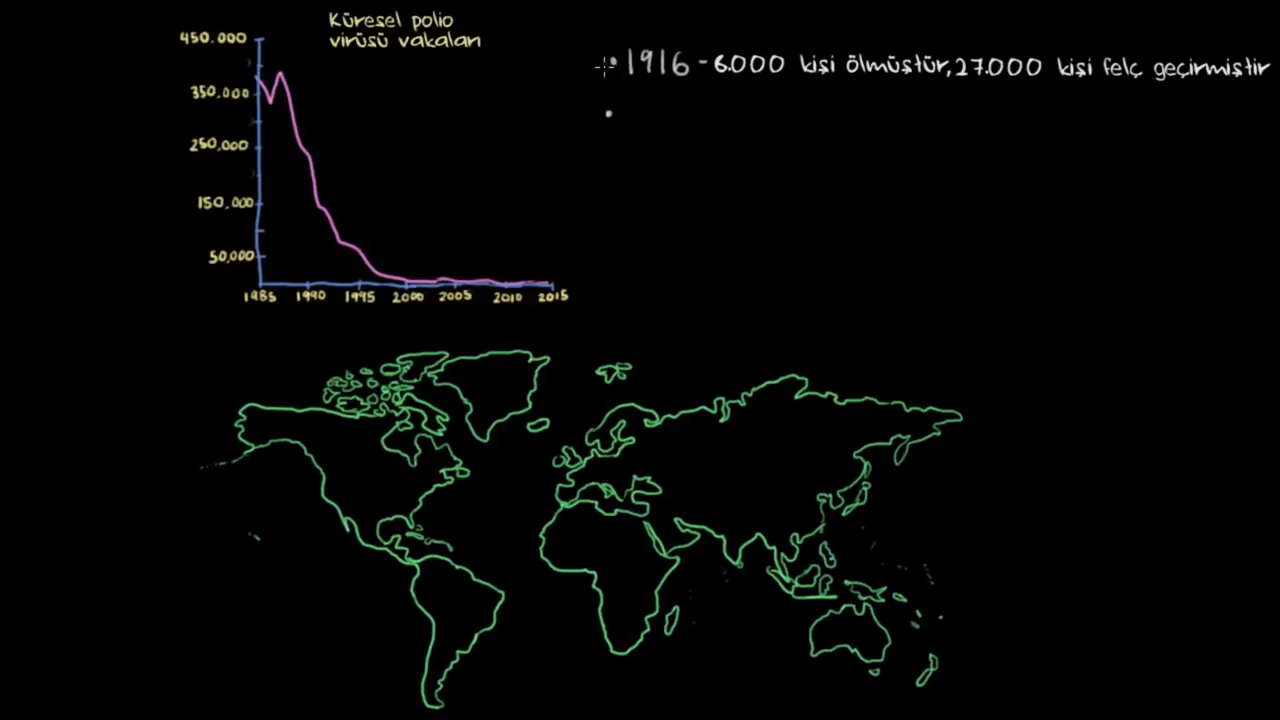 Küresel polio
virüsü vakaları
450.000
350.000
250,000
150,000
50,000
1985 1990 1995 2000 2005 2010 2015
• 1916 - 6.000 kişi ölmüştür, 27.000 kişi felç geçirmiştir
•